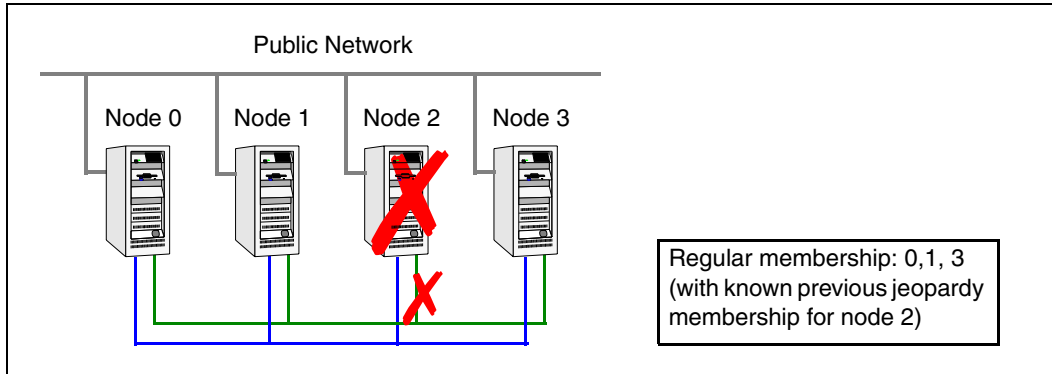 Public Network
Node 0
Node 1
Node 2
Node 3
Regular membership: 0,1, 3
(with known previous jeopardy
membership for node 2)